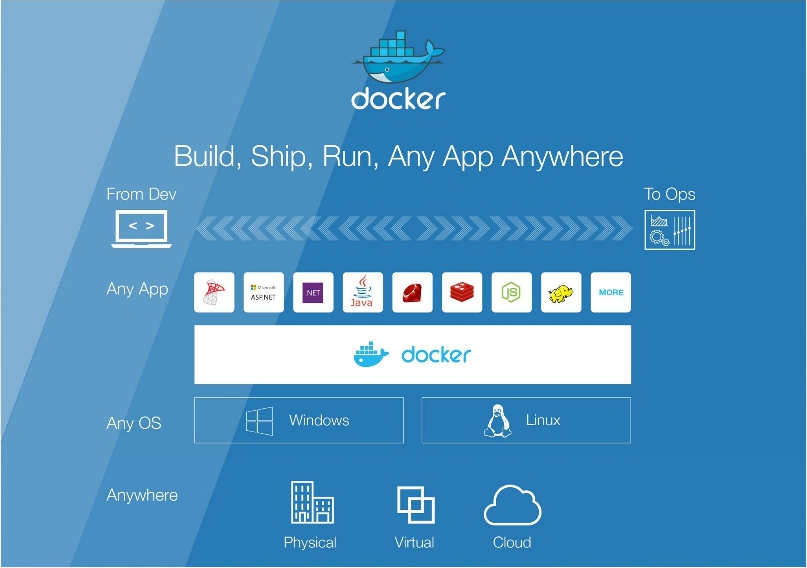 docker
Build, Ship, Run, Any App Anywhere
From Dev
To Ops
< >
Any App
Microsoft
ASP.NET
.NET
Java
JS
MORE
docker
Any OS
Windows
Linux
Anywhere
Physical
Virtual
Cloud